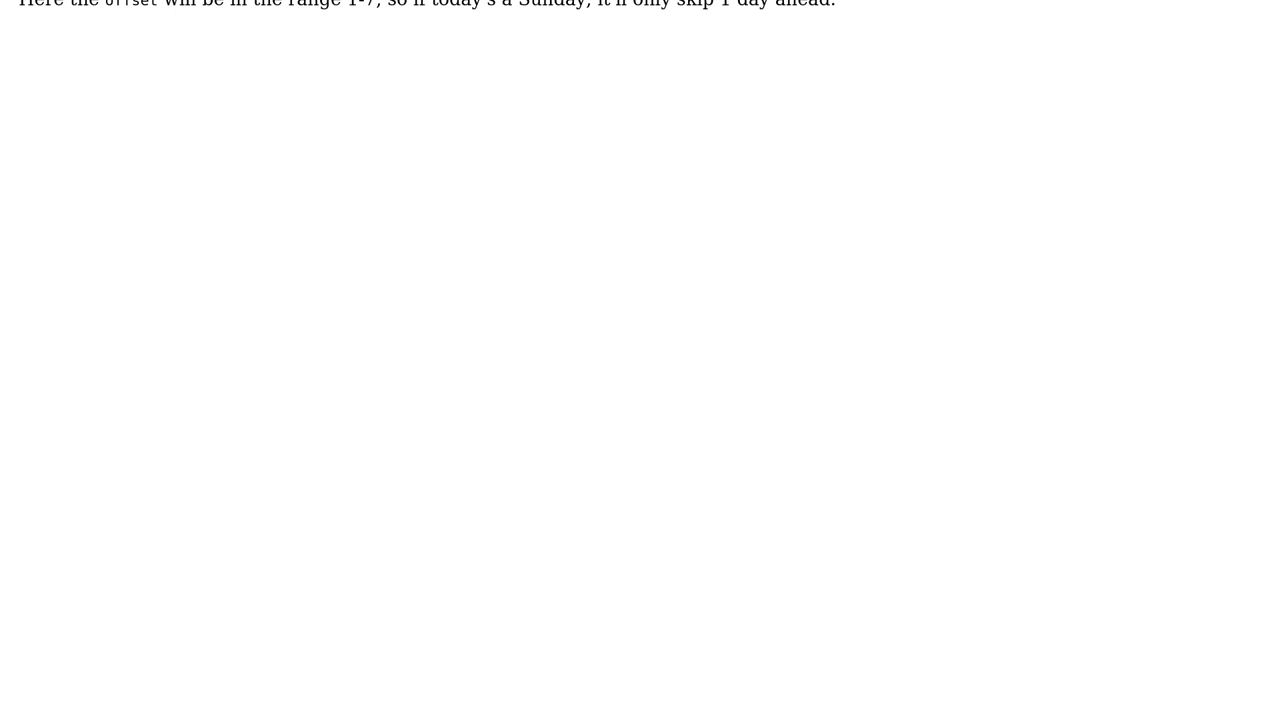 Here the offset will be in the range 1-7, so if today's a Sunday, it'll only skip 1 day ahead.